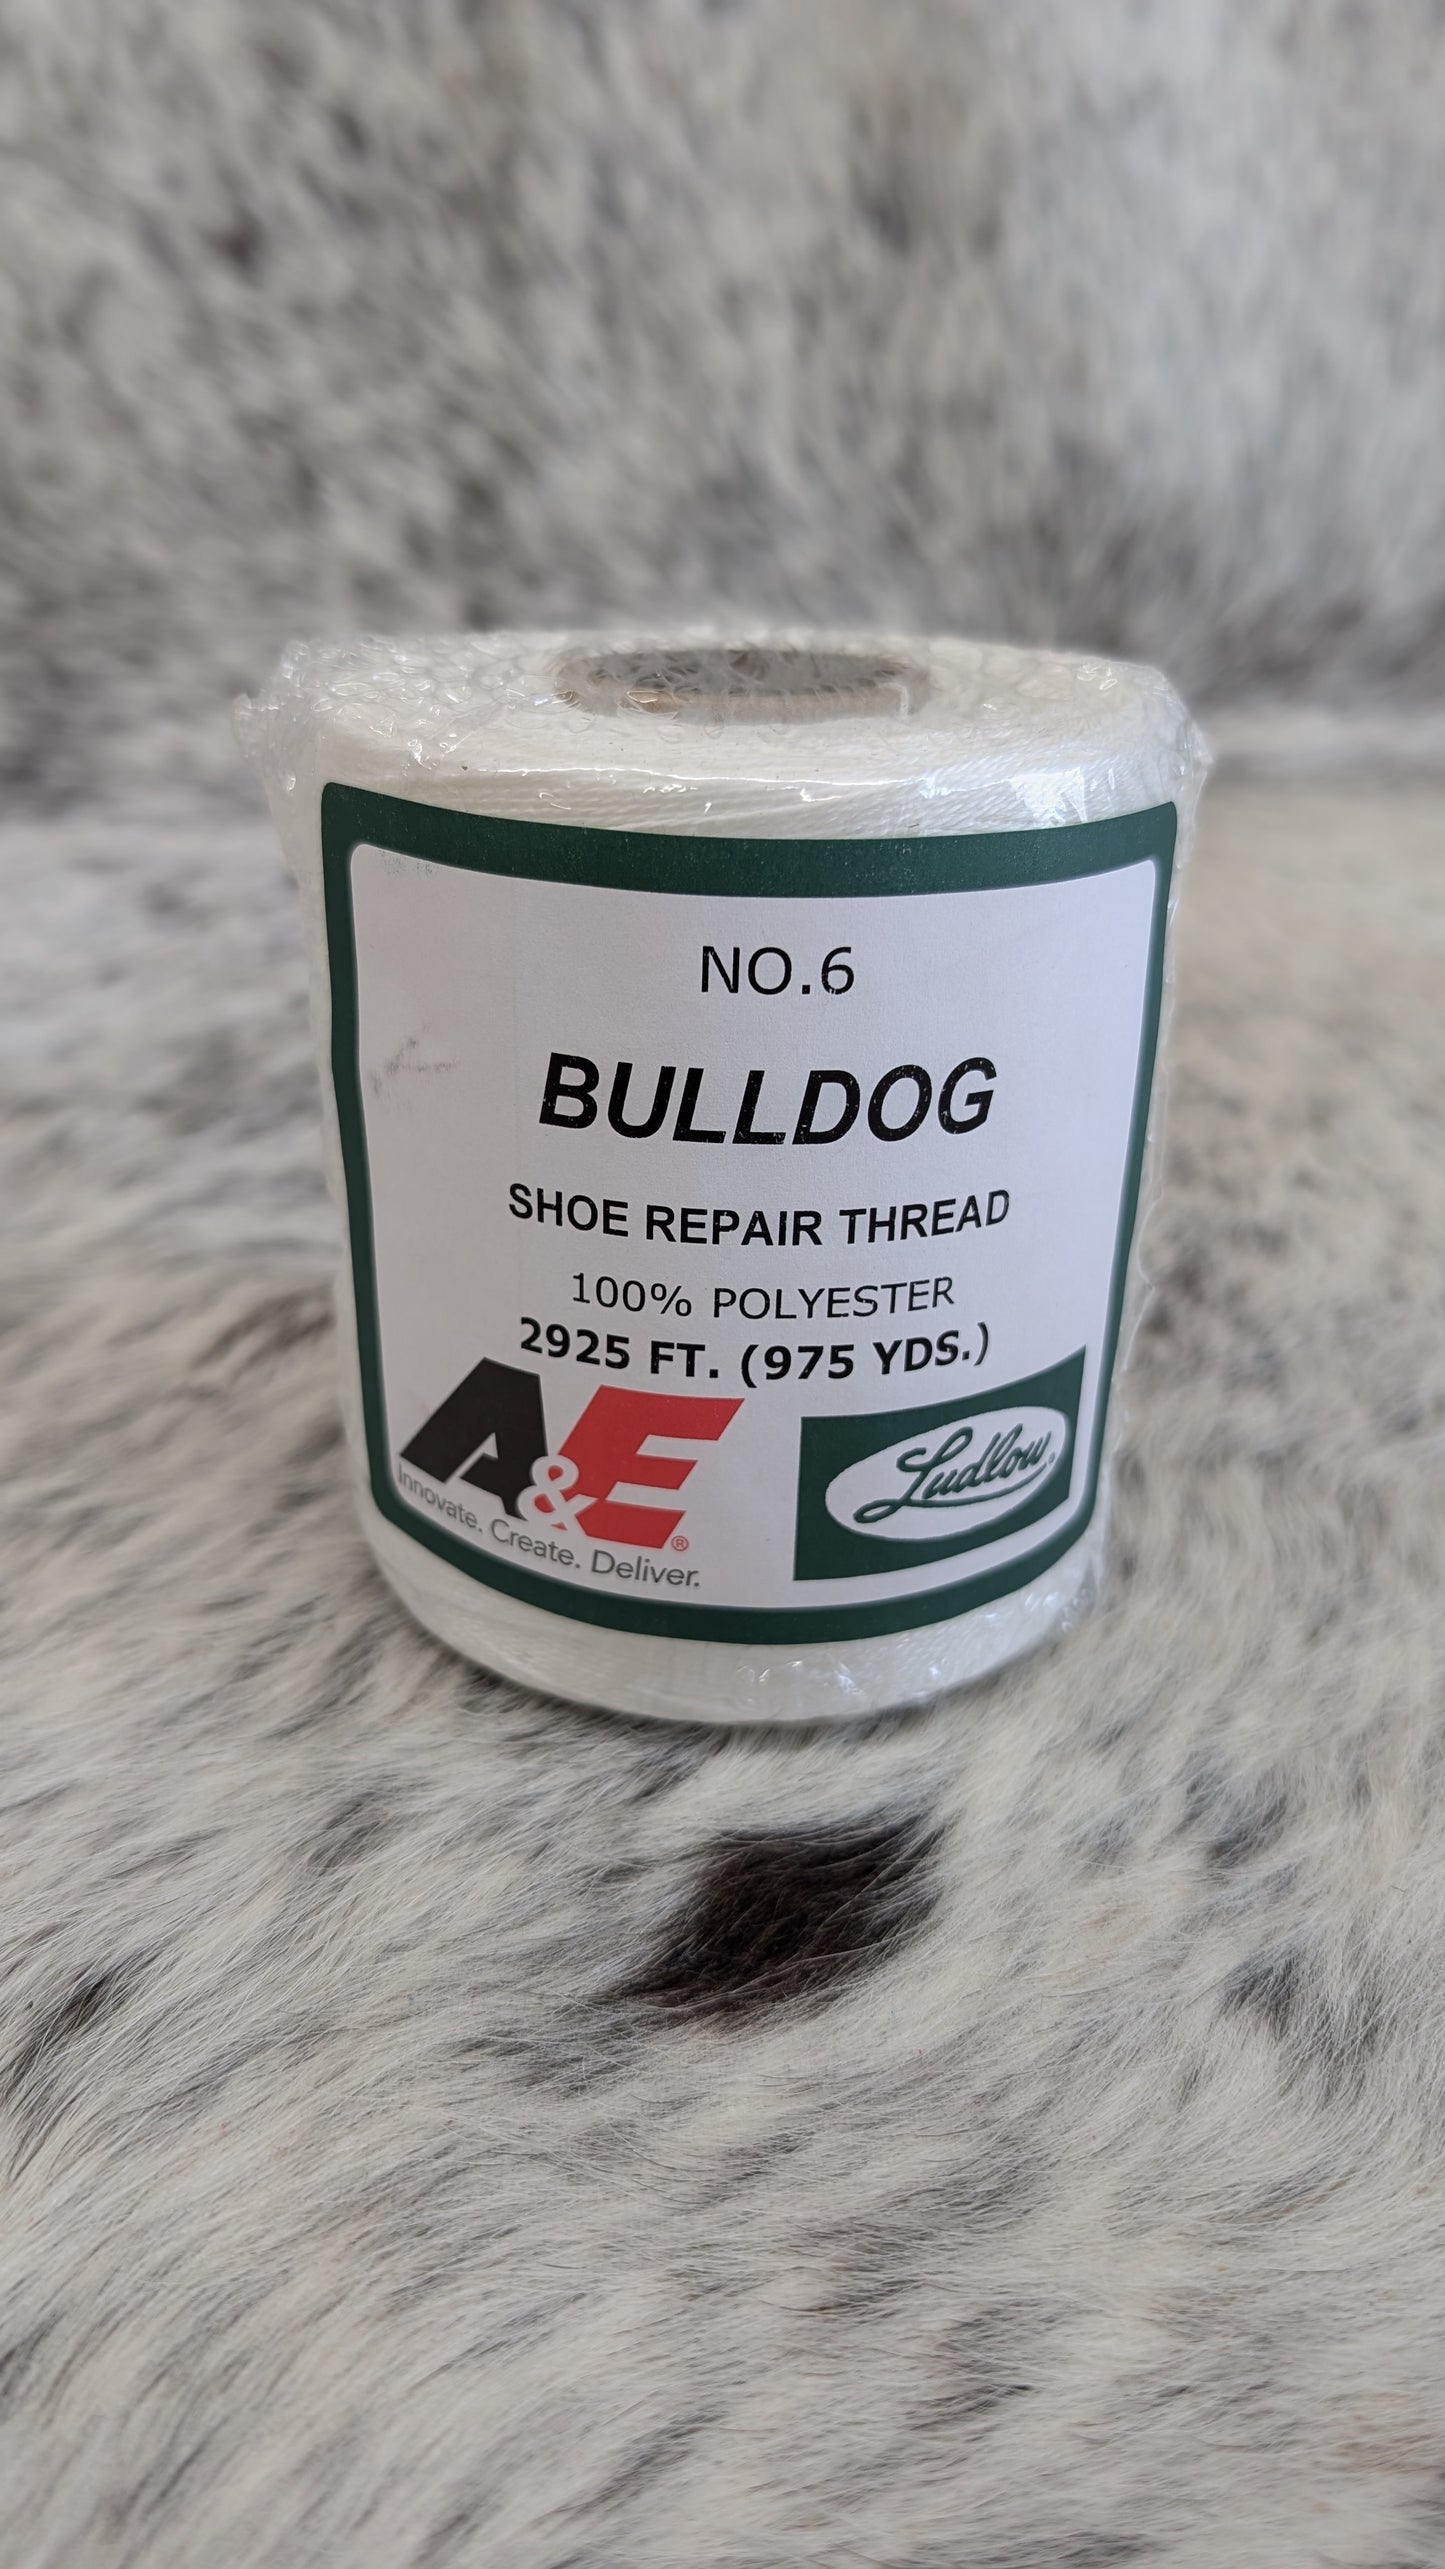 NO.6
BULLDOG
SHOE REPAIR THREAD
100% POLYESTER
2925 FT. (975 YDS.)
A&E®
Innovate. Create. Deliver.
Ludlow®